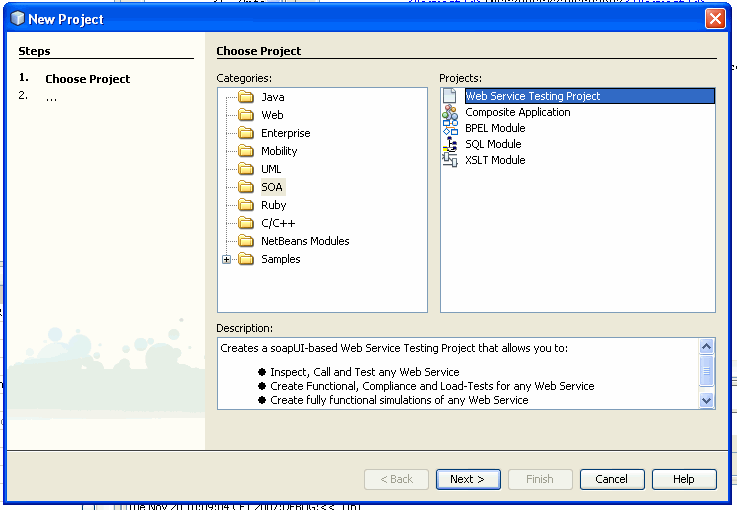 New Project
Steps
1. Choose Project
2. ...
Choose Project
Categories:
Java
Web
Enterprise
Mobility
UML
SOA
Ruby
C/C++
NetBeans Modules
Samples
Projects:
Web Service Testing Project
Composite Application
BPEL Module
SQL Module
XSLT Module
Description:
Creates a soapUI-based Web Service Testing Project that allows you to:
● Inspect, Call and Test any Web Service
● Create Functional, Compliance and Load-Tests for any Web Service
● Create fully functional simulations of any Web Service
< Back
Next >
Finish
Cancel
Help